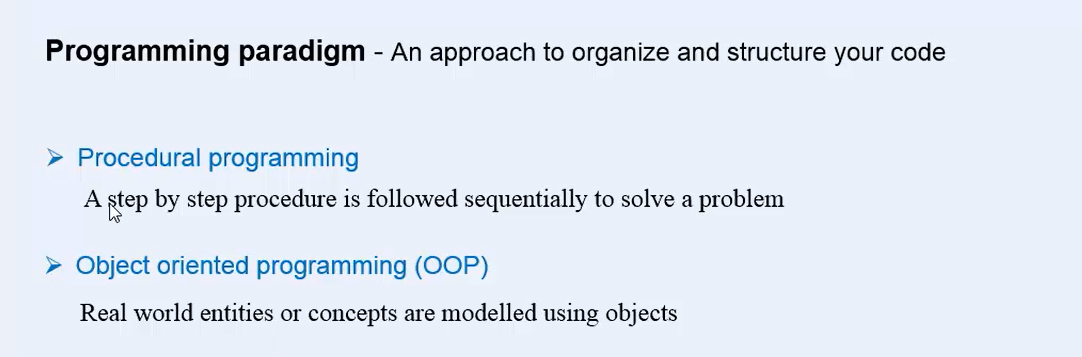 Programming paradigm - An approach to organize and structure your code
➢ Procedural programming
A step by step procedure is followed sequentially to solve a problem
➢ Object oriented programming (OOP)
Real world entities or concepts are modelled using objects